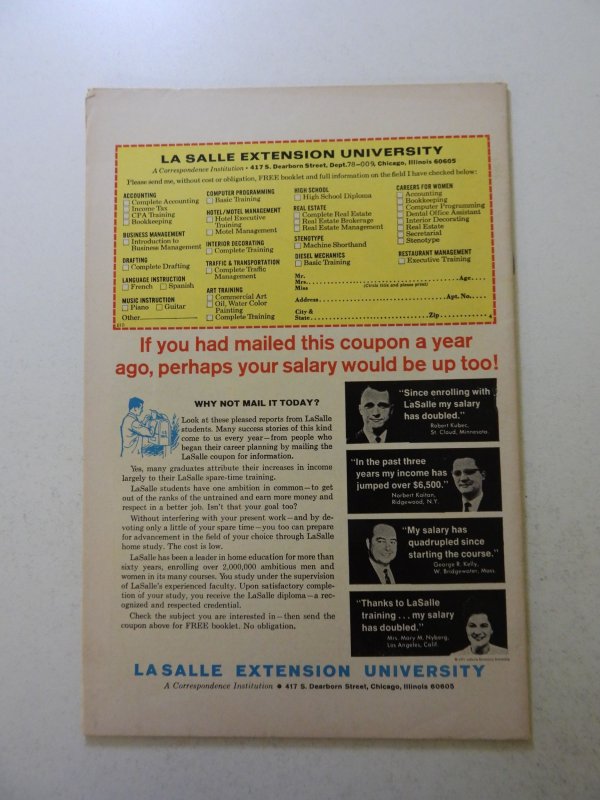 LA SALLE EXTENSION UNIVERSITY
A Correspondence Institution • 417 S. Dearborn Street, Dept. 78-009, Chicago, Illinois 60605
Please send me, without cost or obligation, FREE booklet and full information on the field I have checked below:
ACCOUNTING
Complete Accounting
Income Tax
CPA Training
Bookkeeping
BUSINESS MANAGEMENT
Introduction to
Business Management
DRAFTING
Complete Drafting
LANGUAGE INSTRUCTION
French Spanish
MUSIC INSTRUCTION
Piano Guitar
Other
COMPUTER PROGRAMMING
Basic Training
HOTEL/MOTEL MANAGEMENT
Hotel Executive
Training
Motel Management
INTERIOR DECORATING
Complete Training
TRAFFIC & TRANSPORTATION
Complete Traffic
Management
ART TRAINING
Commercial Art
Oil, Water Color
Painting
Complete Training
HIGH SCHOOL
High School Diploma
REAL ESTATE
Complete Real Estate
Real Estate Brokerage
Real Estate Management
STENOTYPE
Machine Shorthand
DIESEL MECHANICS
Basic Training
CAREERS FOR WOMEN
Accounting
Bookkeeping
Computer Programming
Dental Office Assistant
Interior Decorating
Real Estate
Secretarial
Stenotype
RESTAURANT MANAGEMENT
Executive Training
Mr.
Mrs. Age
Miss
(Circle title and please print)
Address Apt. No.
City &
State Zip
If you had mailed this coupon a year
ago, perhaps your salary would be up too!
WHY NOT MAIL IT TODAY?
Look at these pleased reports from LaSalle
students. Many success stories of this kind
come to us every year—from people who
began their career planning by mailing the
LaSalle coupon for information.
Yes, many graduates attribute their increases in income
largely to their LaSalle spare-time training.
LaSalle students have one ambition in common—to get
out of the ranks of the untrained and earn more money and
respect in a better job. Isn't that your goal too?
Without interfering with your present work—and by de-
voting only a little of your spare time—you too can prepare
for advancement in the field of your choice through LaSalle
home study. The cost is low.
LaSalle has been a leader in home education for more than
sixty years, enrolling over 2,000,000 ambitious men and
women in its many courses. You study under the supervision
of LaSalle's experienced faculty. Upon satisfactory comple-
tion of your study, you receive the LaSalle diploma—a rec-
ognized and respected credential.
Check the subject you are interested in—then send the
coupon above for FREE booklet. No obligation.
"Since enrolling with
LaSalle my salary
has doubled."
Robert Kubec,
St. Cloud, Minnesota.
"In the past three
years my income has
jumped over $6,500."
Norbert Kaitan,
Ridgewood, N.Y.
"My salary has
quadrupled since
starting the course."
George R. Kelly,
W. Bridgewater, Mass.
"Thanks to LaSalle
training . . . my salary
has doubled."
Mrs. Mary M. Nyberg,
Los Angeles, Calif.
LASALLE EXTENSION UNIVERSITY
A Correspondence Institution • 417 S. Dearborn Street, Chicago, Illinois 60605